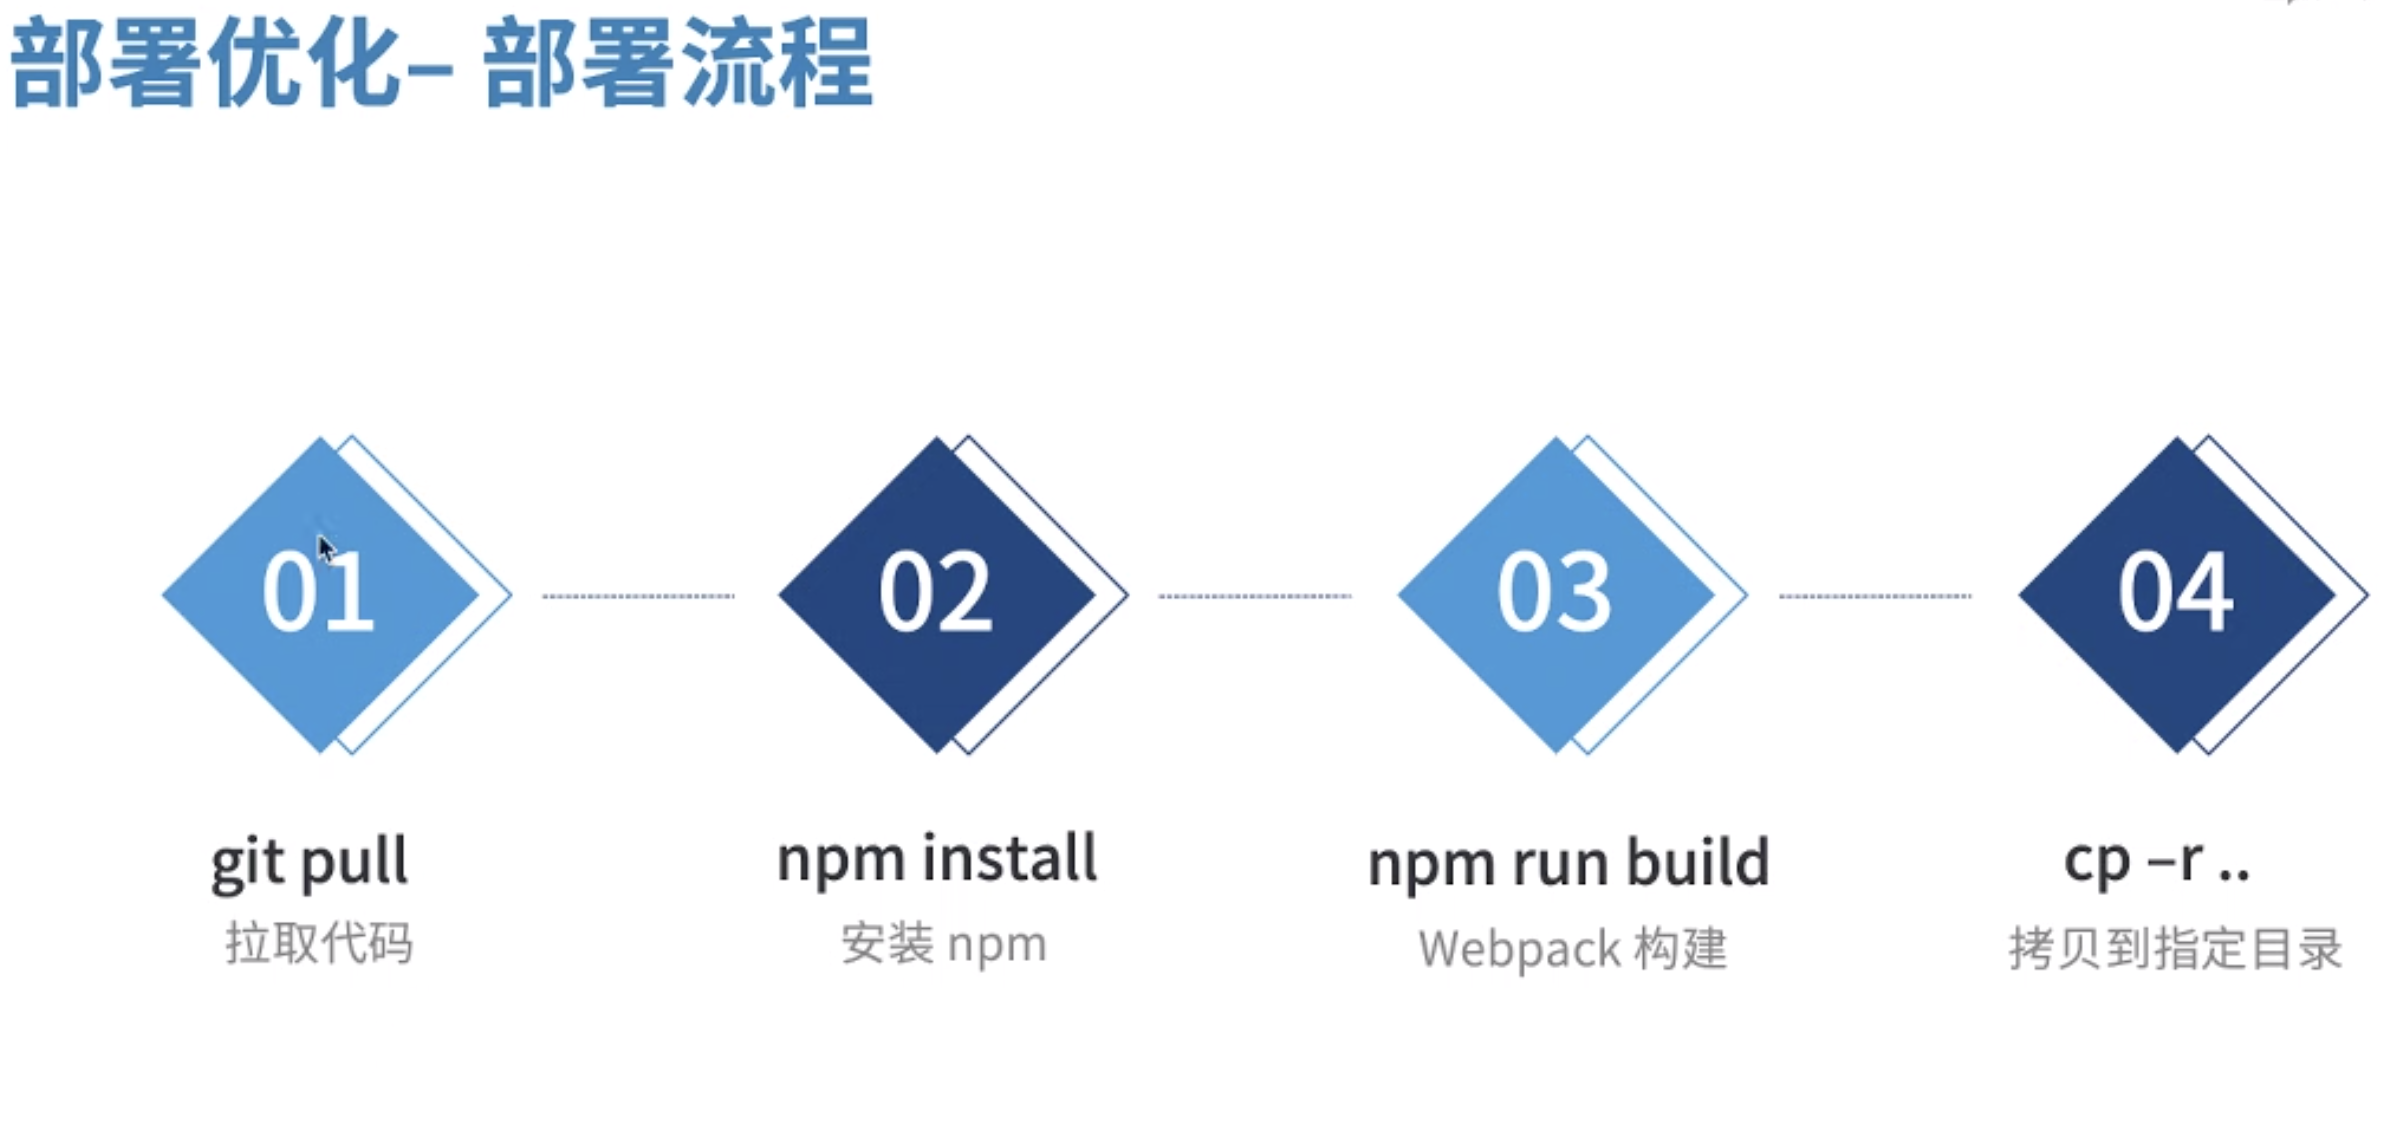 部署优化– 部署流程
01
02
03
04
git pull
npm install
npm run build
cp –r ..
拉取代码
安装 npm
Webpack 构建
拷贝到指定目录